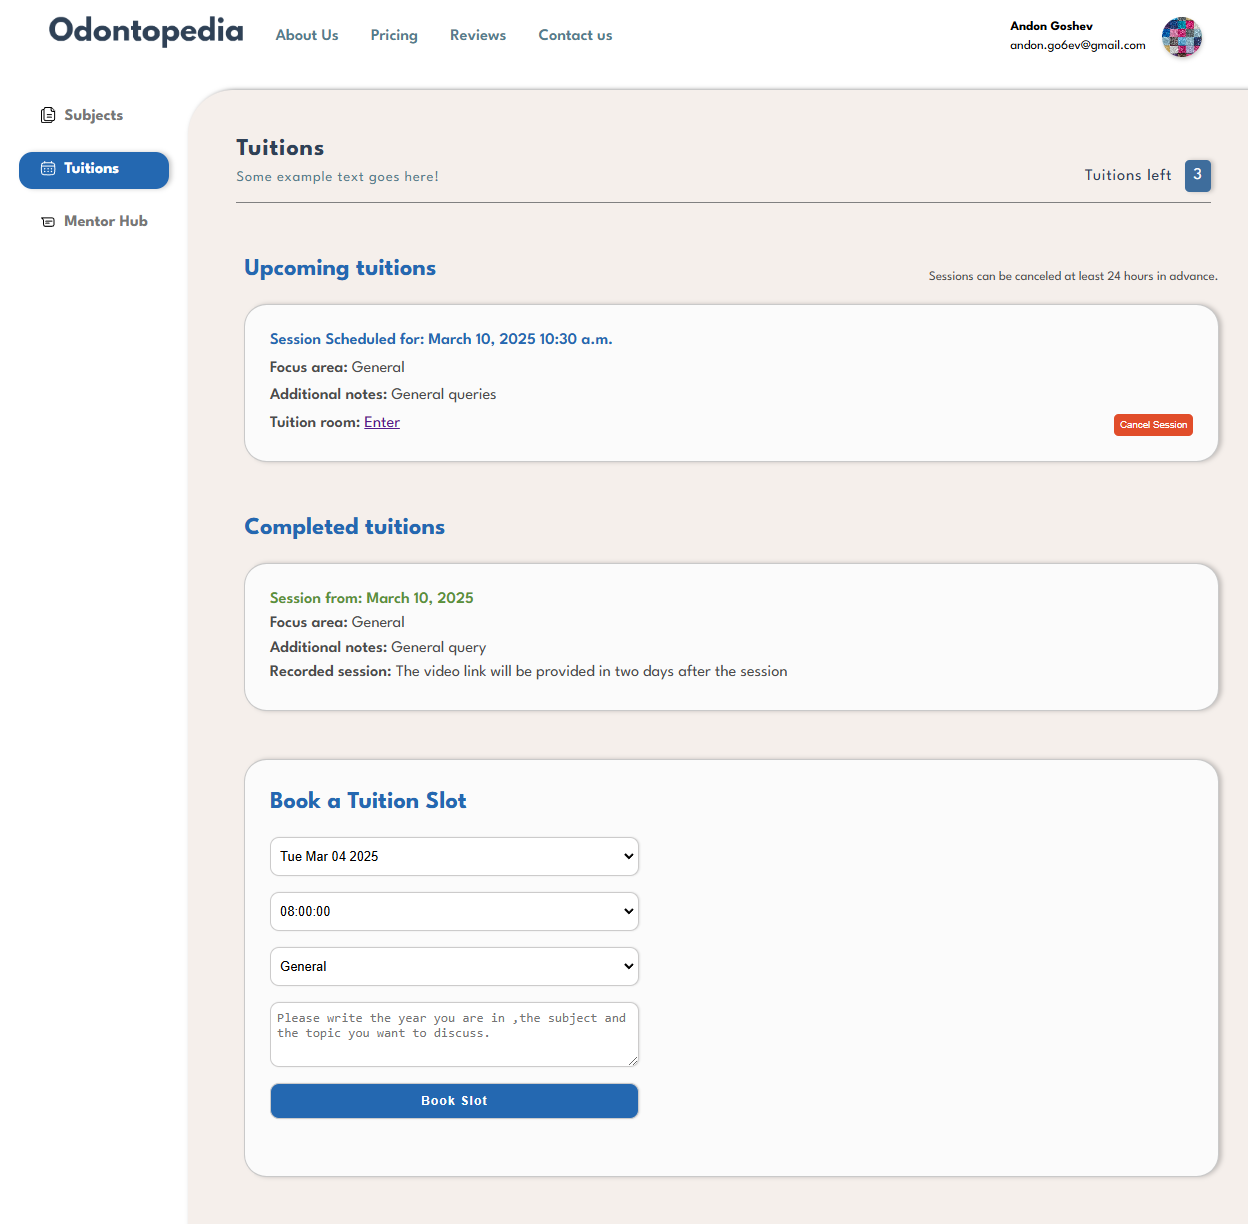 Odontopedia
About Us
Pricing
Reviews
Contact us
Andon Goshev
andon.go6ev@gmail.com
Subjects
Tuitions
Mentor Hub
Tuitions
Some example text goes here!
Tuitions left 3
Upcoming tuitions
Sessions can be canceled at least 24 hours in advance.
Session Scheduled for: March 10, 2025 10:30 a.m.
Focus area: General
Additional notes: General queries
Tuition room: Enter
Cancel Session
Completed tuitions
Session from: March 10, 2025
Focus area: General
Additional notes: General query
Recorded session: The video link will be provided in two days after the session
Book a Tuition Slot
Tue Mar 04 2025
08:00:00
General
Please write the year you are in ,the subject and
the topic you want to discuss.
Book Slot